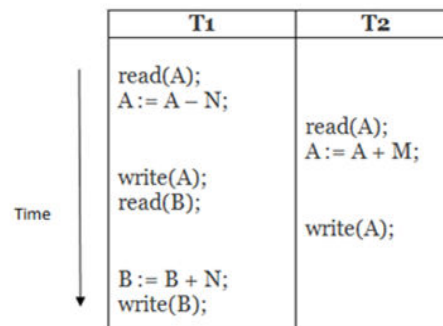 T1 T2
read(A);
A := A – N;
read(A);
A := A + M;
write(A);
read(B);
write(A);
Time
B := B + N;
write(B);